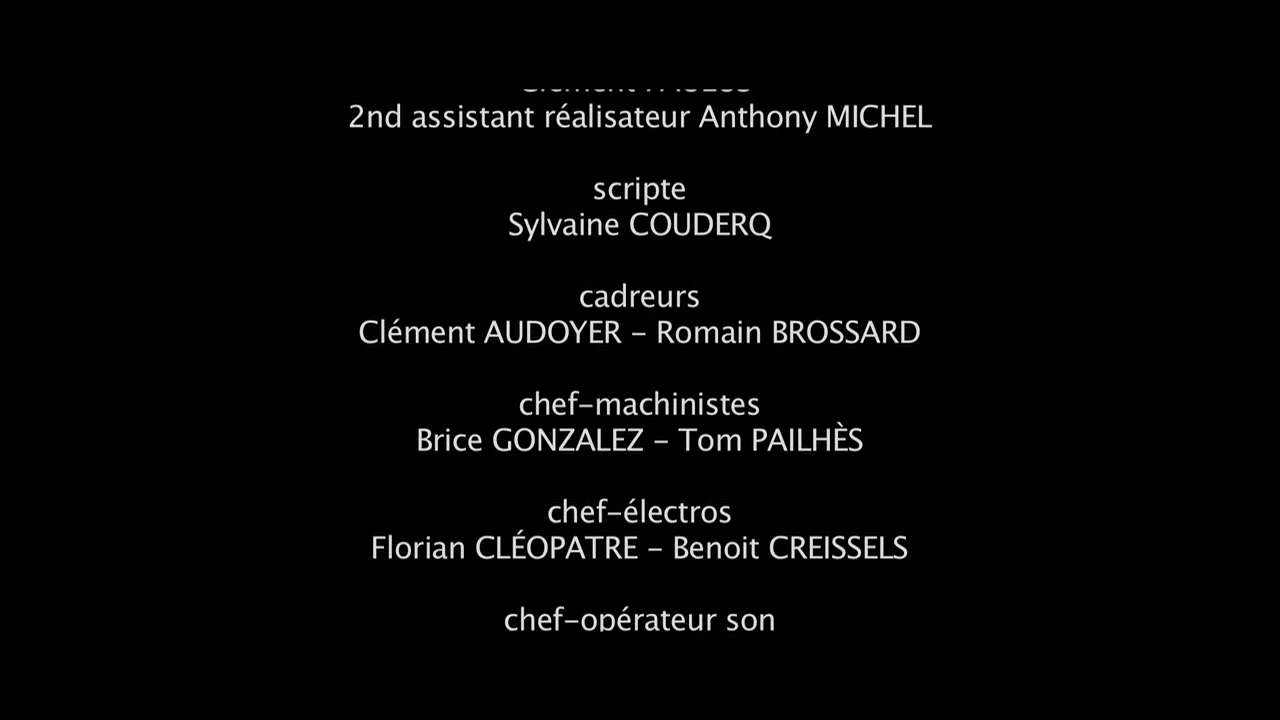 2nd assistant réalisateur Anthony MICHEL
scripte
Sylvaine COUDERQ
cadreurs
Clément AUDOYER – Romain BROSSARD
chef-machinistes
Brice GONZALEZ – Tom PAILHÈS
chef-électros
Florian CLÉOPATRE – Benoit CREISSELS
chef-opérateur son